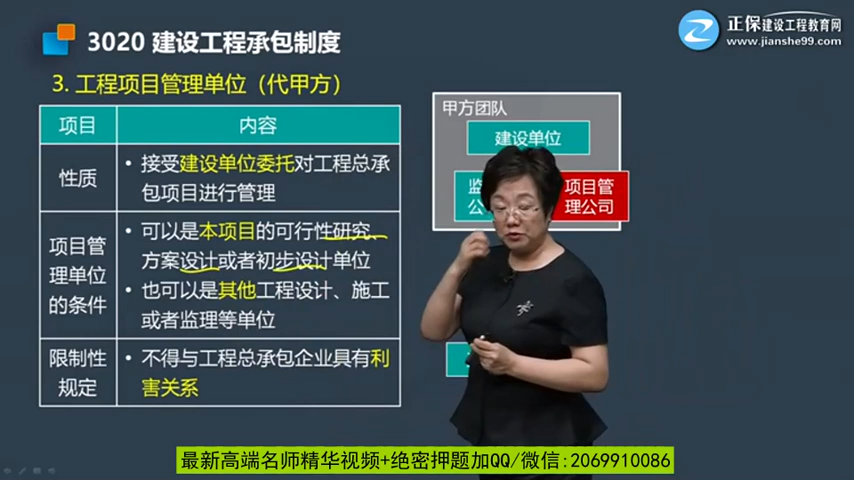 3020 建设工程承包制度
正保建设工程教育网
www.jianshe99.com
3. 工程项目管理单位（代甲方）
项目
内容
性质
• 接受建设单位委托对工程总承
包项目进行管理
项目管
理单位
的条件
• 可以是本项目的可行性研究、
方案设计或者初步设计单位
• 也可以是其他工程设计、施工
或者监理等单位
限制性
规定
• 不得与工程总承包企业具有利
害关系
甲方团队
建设单位
监
公
项目管
理公司
最新高端名师精华视频+绝密押题加QQ/微信:2069910086